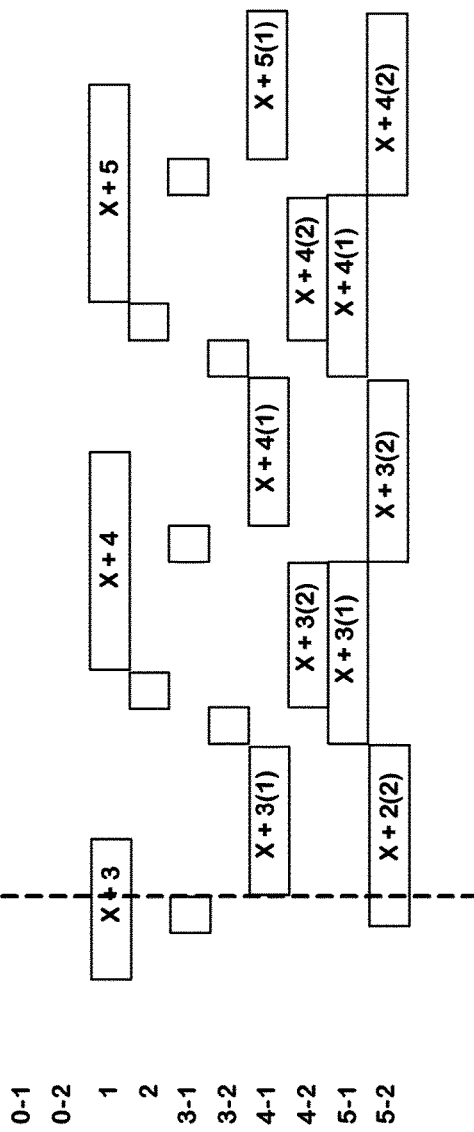 0-1
0-2
1 X + 3 X + 4 X + 5
2
3-1
3-2
4-1 X + 3(1) X + 4(1) X + 5(1)
4-2 X + 3(2) X + 4(2)
5-1 X + 3(1) X + 4(1)
5-2 X + 2(2) X + 3(2) X + 4(2)